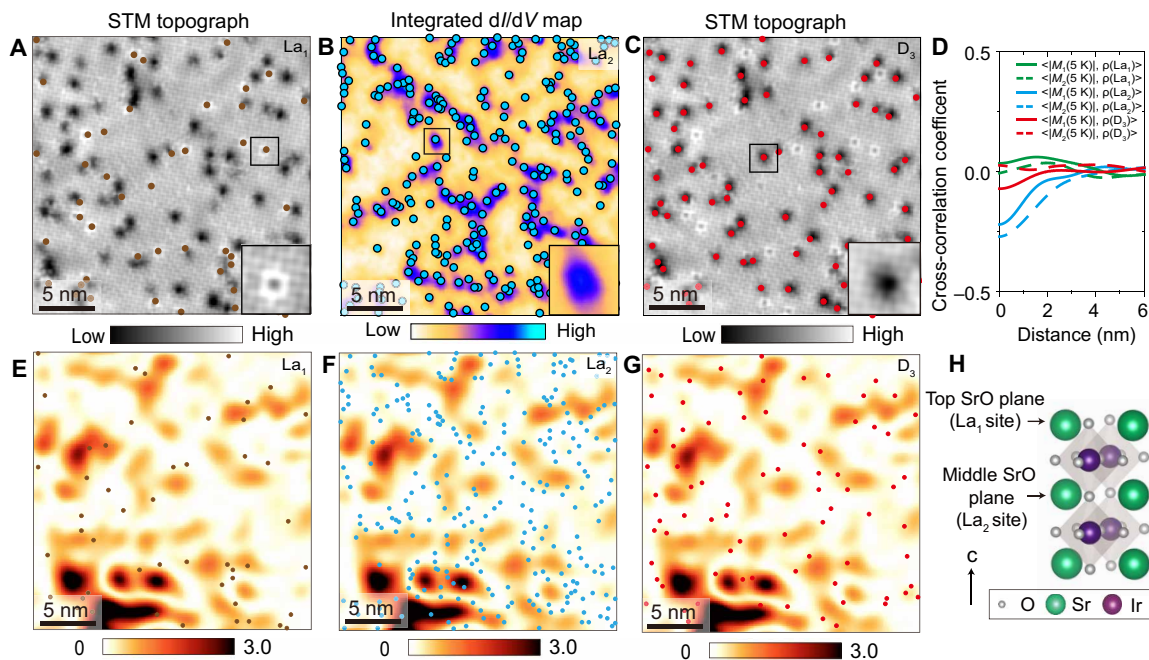 STM topograph
Integrated dI/dV map
STM topograph
A
La1
B
La2
C
D3
D
5 nm
5 nm
5 nm
Low
High
Low
High
Low
High
Cross-correlation coefficent
0.5
0.0
–0.5
<|M1(5 K)|, ρ(La1)>
<|M2(5 K)|, ρ(La1)>
<|M1(5 K)|, ρ(La2)>
<|M2(5 K)|, ρ(La2)>
<|M1(5 K)|, ρ(D3)>
<|M2(5 K)|, ρ(D3)>
0 2 4 6
Distance (nm)
E
La1
F
La2
G
D3
H
5 nm
5 nm
5 nm
0
3.0
0
3.0
0
3.0
Top SrO plane
(La1 site)
Middle SrO
plane
(La2 site)
c
O Sr Ir